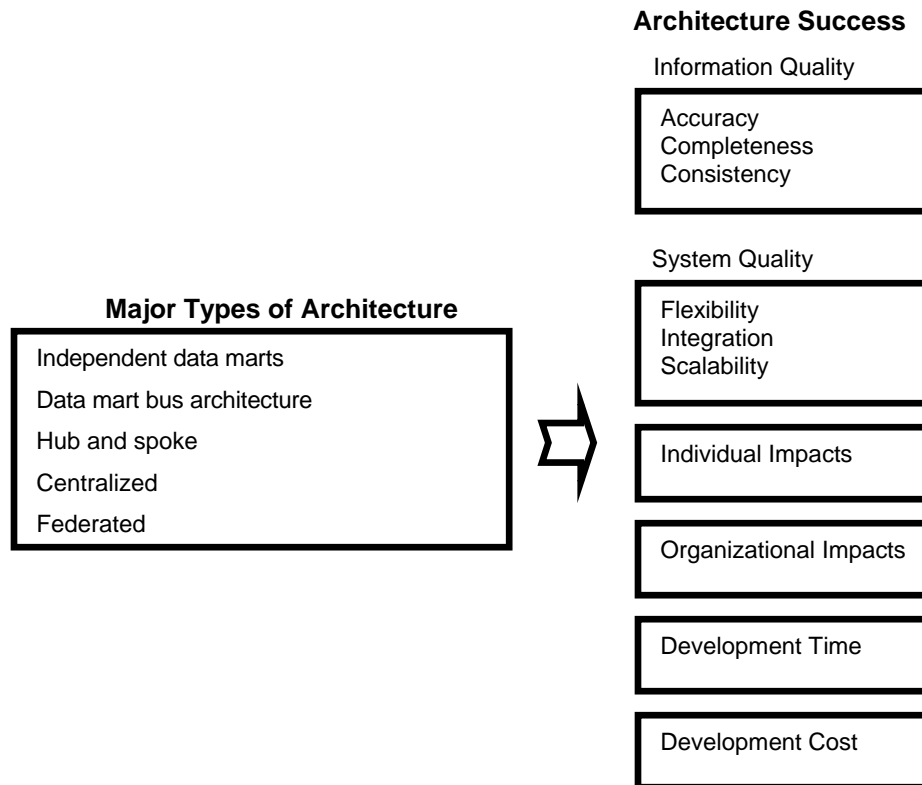 Architecture Success
Information Quality
Accuracy
Completeness
Consistency
System Quality
Flexibility
Integration
Scalability
Major Types of Architecture
Independent data marts
Data mart bus architecture
Hub and spoke
Centralized
Federated
Individual Impacts
Organizational Impacts
Development Time
Development Cost